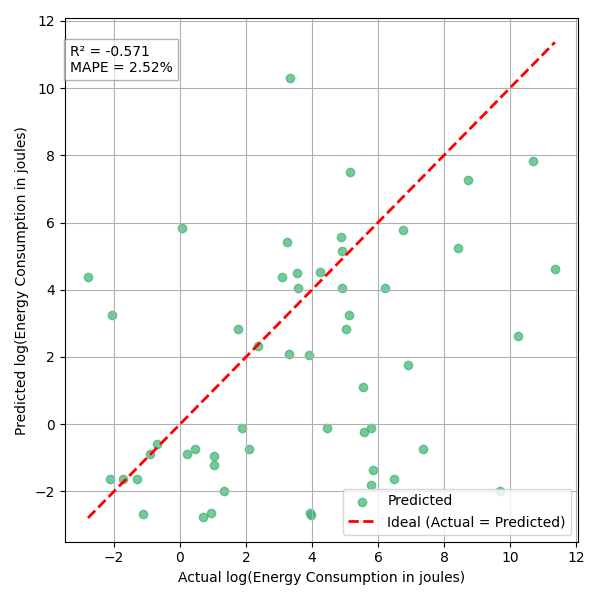 12
10
8
6
4
2
0
−2
R² = -0.571
MAPE = 2.52%
Predicted log(Energy Consumption in joules)
Predicted
Ideal (Actual = Predicted)
−2 0 2 4 6 8 10 12
Actual log(Energy Consumption in joules)